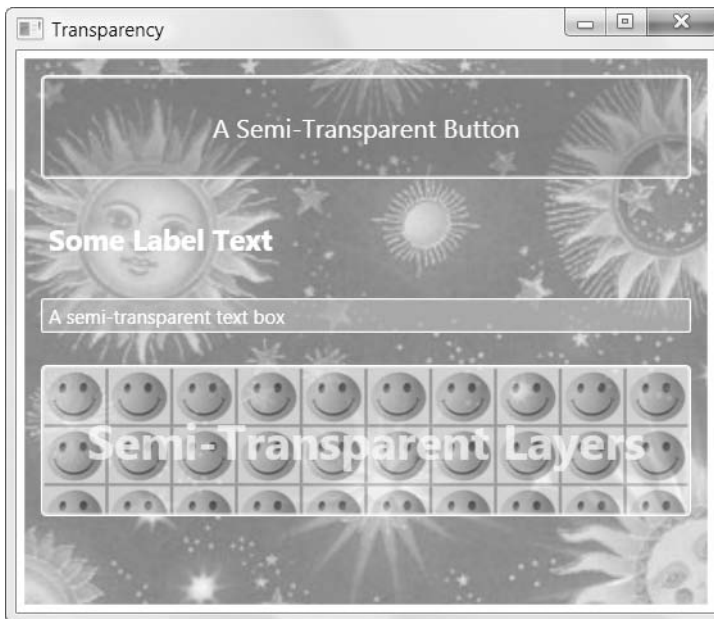 Transparency
A Semi-Transparent Button
Some Label Text
A semi-transparent text box
Semi-Transparent Layers